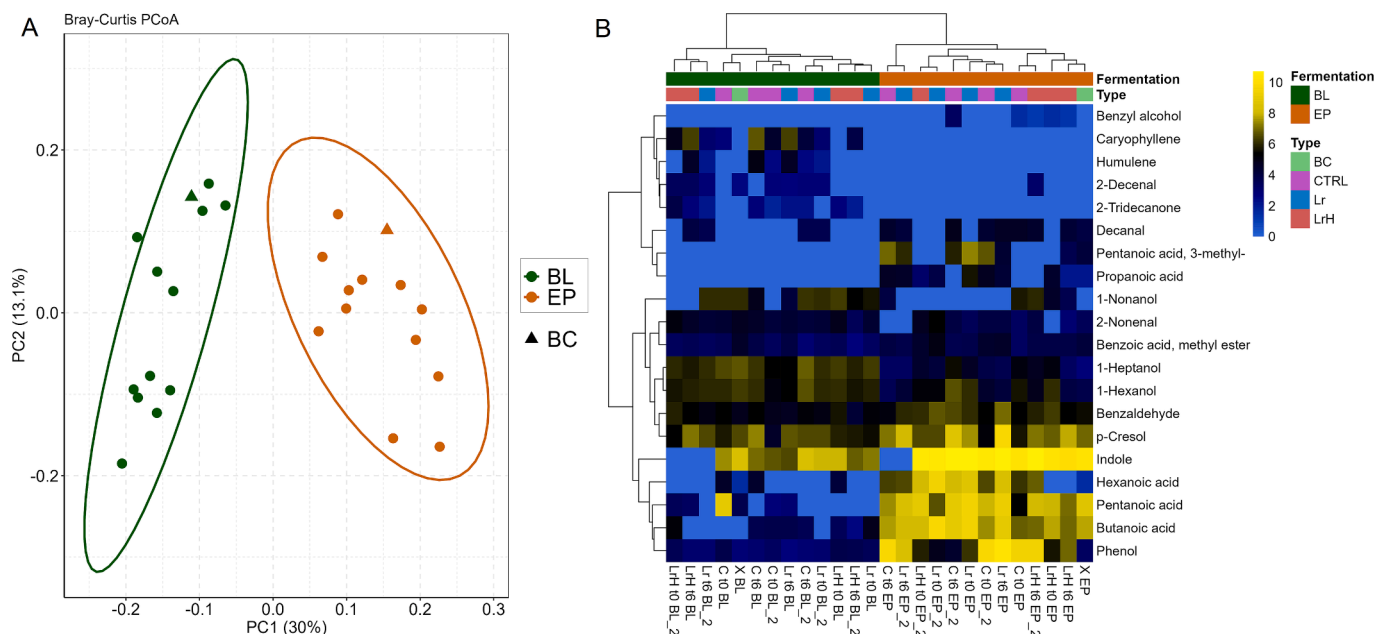 A
Bray-Curtis PCoA
PC2 (13.1%)
0.2
0.0
-0.2
-0.2
-0.1
0.0
0.1
0.2
0.3
PC1 (30%)
BL
EP
BC
B
Fermentation
Type
Benzyl alcohol
Caryophyllene
Humulene
2-Decenal
2-Tridecanone
Decanal
Pentanoic acid, 3-methyl-
Propanoic acid
1-Nonanol
2-Nonenal
Benzoic acid, methyl ester
1-Heptanol
1-Hexanol
Benzaldehyde
p-Cresol
Indole
Hexanoic acid
Pentanoic acid
Butanoic acid
Phenol
LrH t0 BL_2
LrH t6 BL_2
Lr t6 BL_2
C t0 BL
X BL
C t6 BL
C t0 BL_2
Lr t6 BL
C t6 BL_2
Lr t0 BL_2
LrH t0 BL
LrH t6 BL
Lr t0 BL
C t6 EP
Lr t6 EP_2
LrH t0 EP_2
Lr t0 EP_2
C t6 EP_2
Lr t0 EP
C t0 EP_2
Lr t6 EP
C t0 EP
LrH t6 EP_2
LrH t0 EP
LrH t6 EP
X EP
10
8
6
4
2
0
Fermentation
BL
EP
Type
BC
CTRL
Lr
LrH